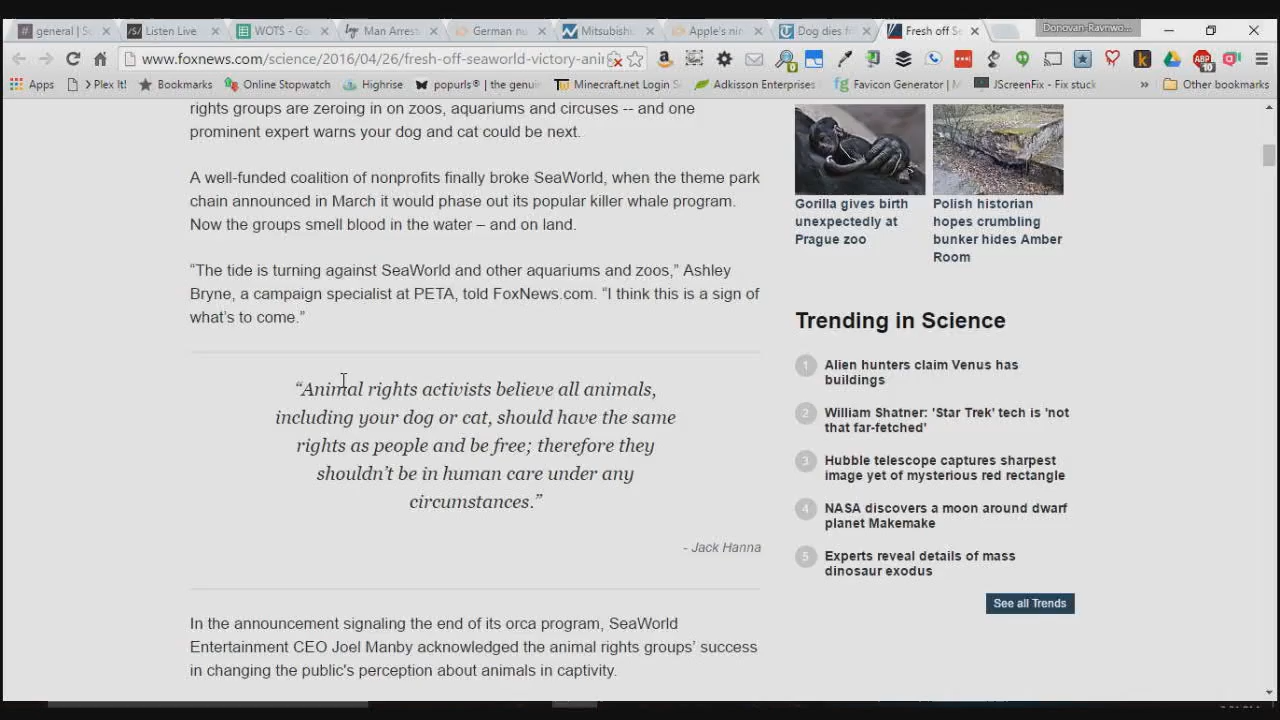 general | S
Listen Live
WOTS - Go
Man Arrest
German nu
Mitsubishi
Apple's nin
Dog dies f
Fresh off Se
www.foxnews.com/science/2016/04/26/fresh-off-seaworld-victory-ani
Apps
> Plex It!
Bookmarks
Online Stopwatch
Highrise
popurls® | the genui
Minecraft.net Login
Adkisson Enterprises
Favicon Generator |
JScreenFix - Fix stuck
»
Other bookmarks
rights groups are zeroing in on zoos, aquariums and circuses -- and one
prominent expert warns your dog and cat could be next.
A well-funded coalition of nonprofits finally broke SeaWorld, when the theme park
chain announced in March it would phase out its popular killer whale program.
Now the groups smell blood in the water – and on land.
“The tide is turning against SeaWorld and other aquariums and zoos,” Ashley
Bryne, a campaign specialist at PETA, told FoxNews.com. “I think this is a sign of
what’s to come.”
“Animal rights activists believe all animals,
including your dog or cat, should have the same
rights as people and be free; therefore they
shouldn’t be in human care under any
circumstances.”
- Jack Hanna
In the announcement signaling the end of its orca program, SeaWorld
Entertainment CEO Joel Manby acknowledged the animal rights groups’ success
in changing the public's perception about animals in captivity.
Gorilla gives birth
unexpectedly at
Prague zoo
Polish historian
hopes crumbling
bunker hides Amber
Room
Trending in Science
1 Alien hunters claim Venus has
buildings
2 William Shatner: 'Star Trek' tech is 'not
that far-fetched'
3 Hubble telescope captures sharpest
image yet of mysterious red rectangle
4 NASA discovers a moon around dwarf
planet Makemake
5 Experts reveal details of mass
dinosaur exodus
See all Trends